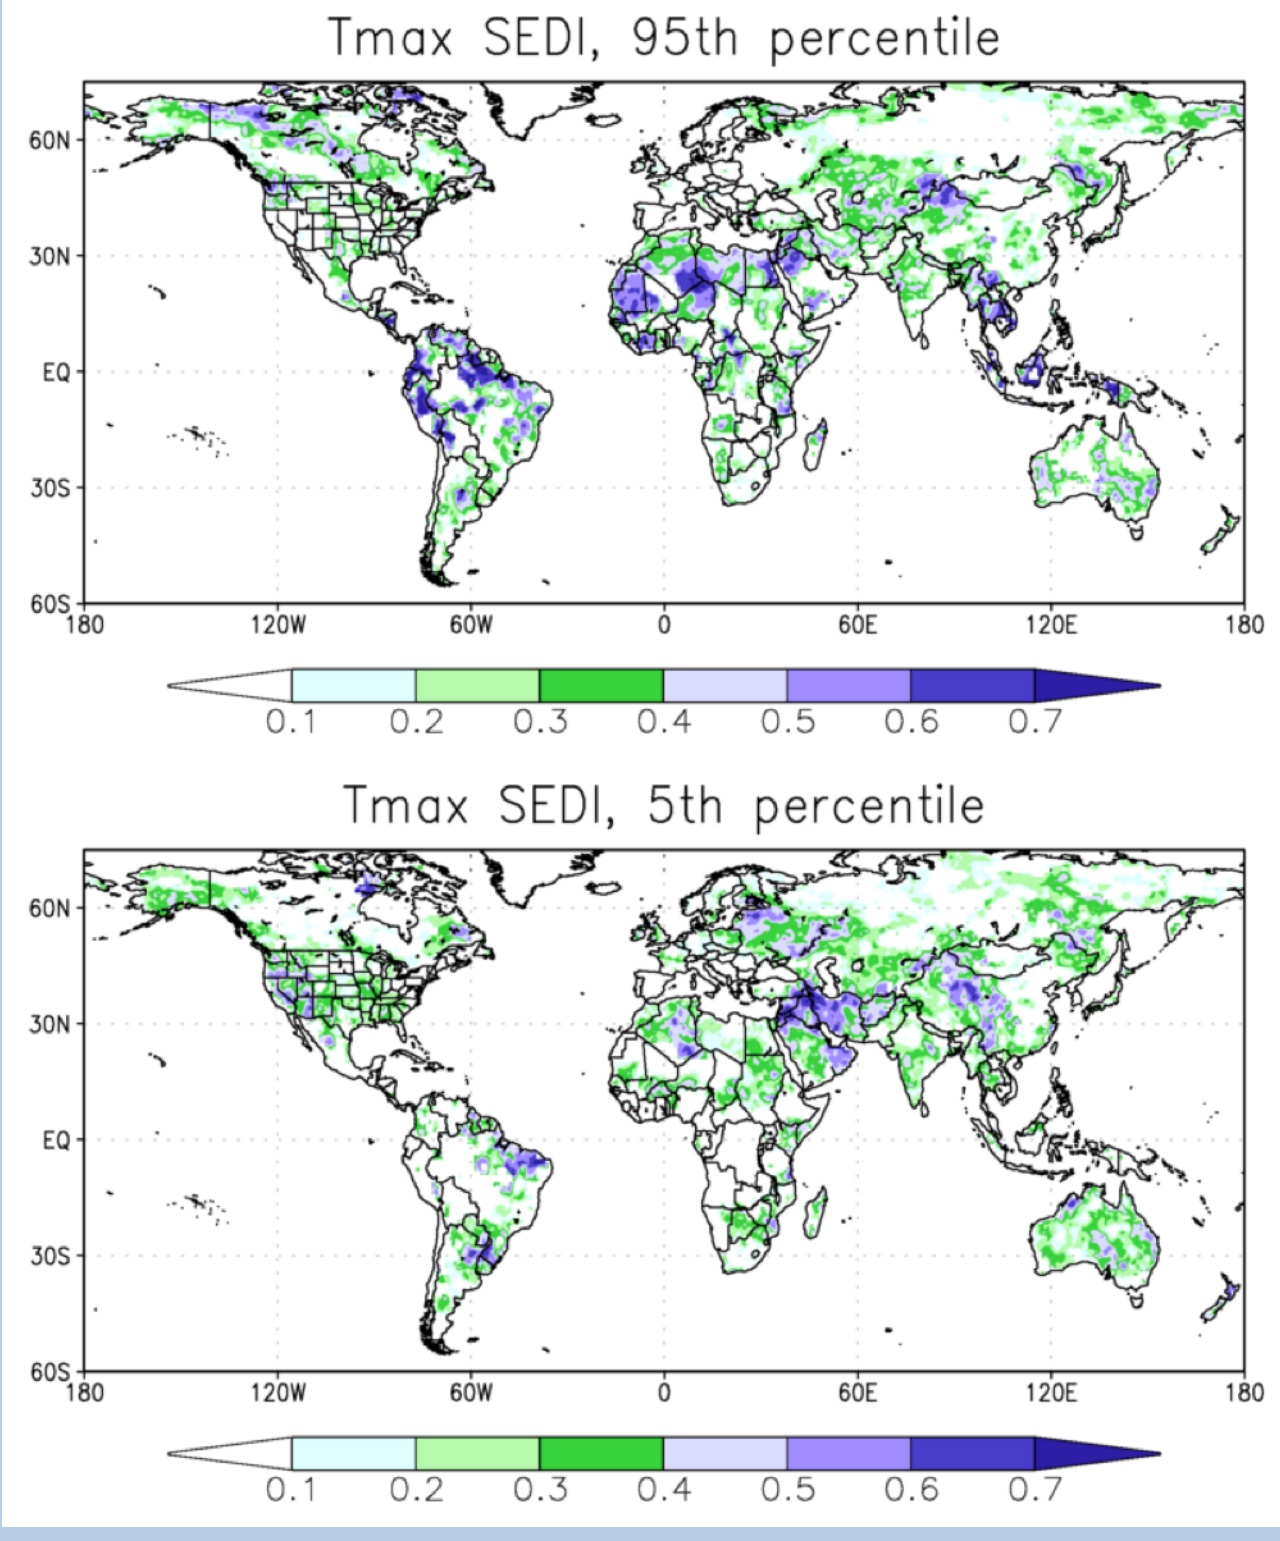 Tmax SEDI, 95th percentile
60N
30N
EQ
30S
60S
180 120W 60W 0 60E 120E 180
0.1 0.2 0.3 0.4 0.5 0.6 0.7
Tmax SEDI, 5th percentile
60N
30N
EQ
30S
60S
180 120W 60W 0 60E 120E 180
0.1 0.2 0.3 0.4 0.5 0.6 0.7